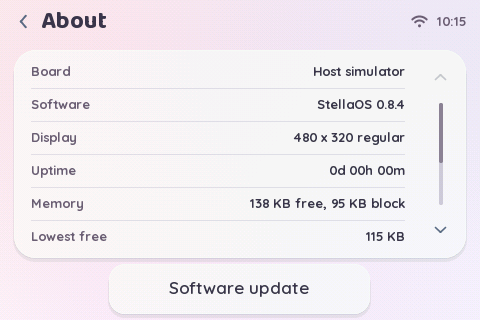 About
10:15
Board Host simulator
Software StellaOS 0.8.4
Display 480 x 320 regular
Uptime 0d 00h 00m
Memory 138 KB free, 95 KB block
Lowest free 115 KB
Software update